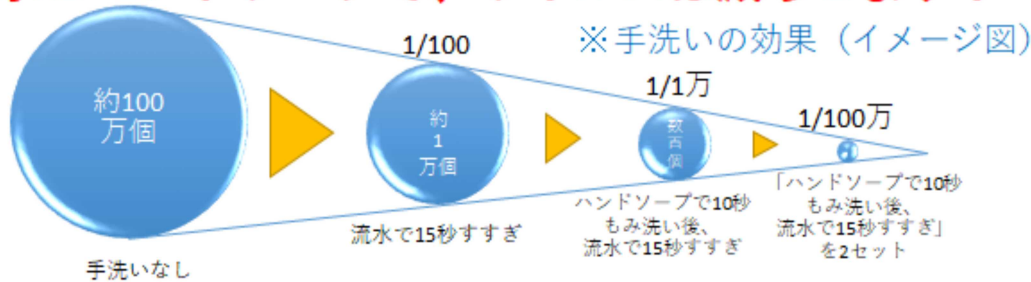 ※手洗いの効果（イメージ図）
約100
万個
手洗いなし
1/100
約
1
万個
流水で15秒すすぎ
1/1万
数
百
個
ハンドソープで10秒
もみ洗い後、
流水で15秒すすぎ
1/100万
「ハンドソープで10秒
もみ洗い後、
流水で15秒すすぎ」
を2セット